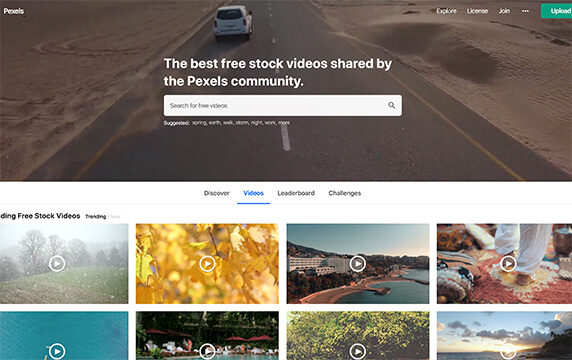 Pexels
Explore License Join ••• Upload
The best free stock videos shared by
the Pexels community.
Search for free videos
Suggested: spring, earth, walk, storm, night, work, more
Discover Videos Leaderboard Challenges
ding Free Stock Videos Trending New